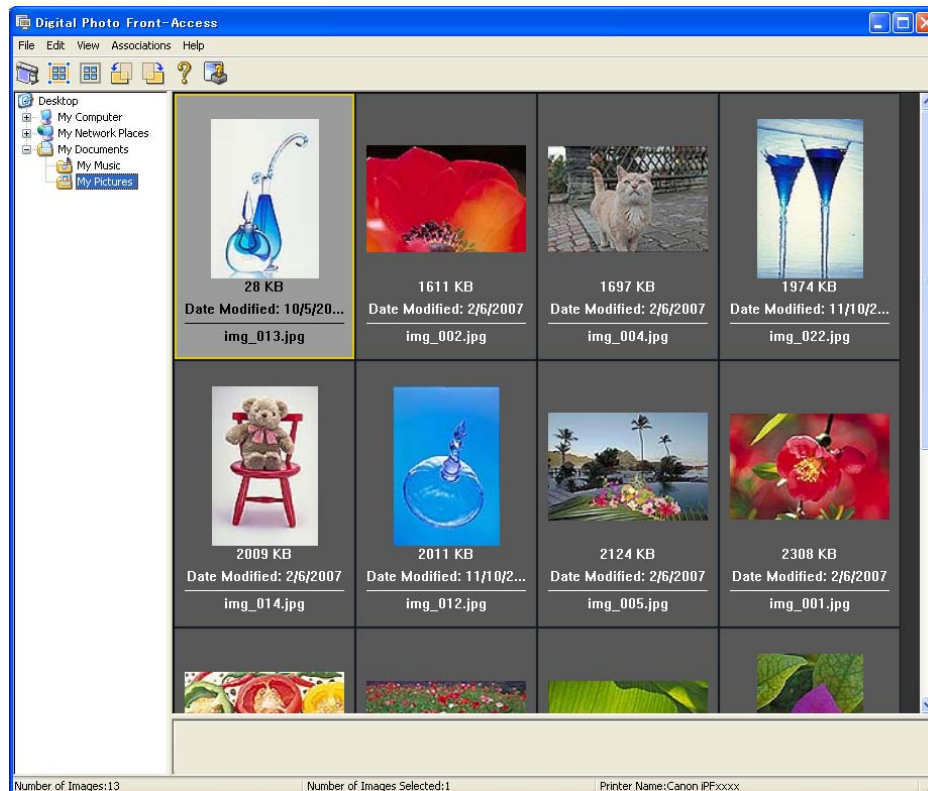 Digital Photo Front-Access
File Edit View Associations Help
Desktop
My Computer
My Network Places
My Documents
My Music
My Pictures
28 KB
Date Modified: 10/5/20...
img_013.jpg
1611 KB
Date Modified: 2/6/2007
img_002.jpg
1697 KB
Date Modified: 2/6/2007
img_004.jpg
1974 KB
Date Modified: 11/10/2...
img_022.jpg
2009 KB
Date Modified: 2/6/2007
img_014.jpg
2011 KB
Date Modified: 11/10/2...
img_012.jpg
2124 KB
Date Modified: 2/6/2007
img_005.jpg
2308 KB
Date Modified: 2/6/2007
img_001.jpg
Number of Images:13 Number of Images Selected:1 Printer Name:Canon iPFxxxx